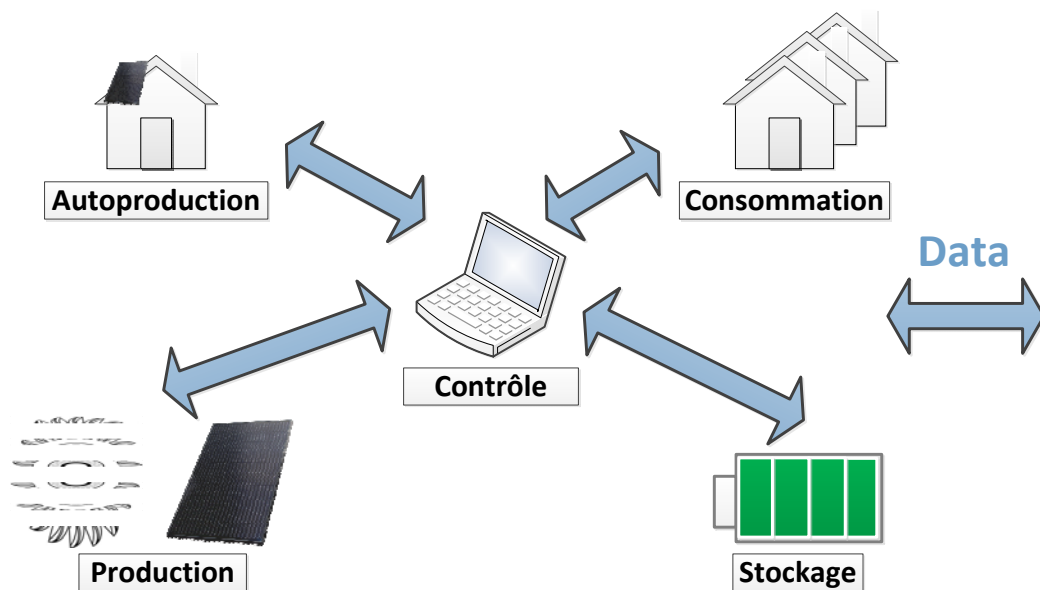 Autoproduction
Consommation
Data
Contrôle
Production
Stockage